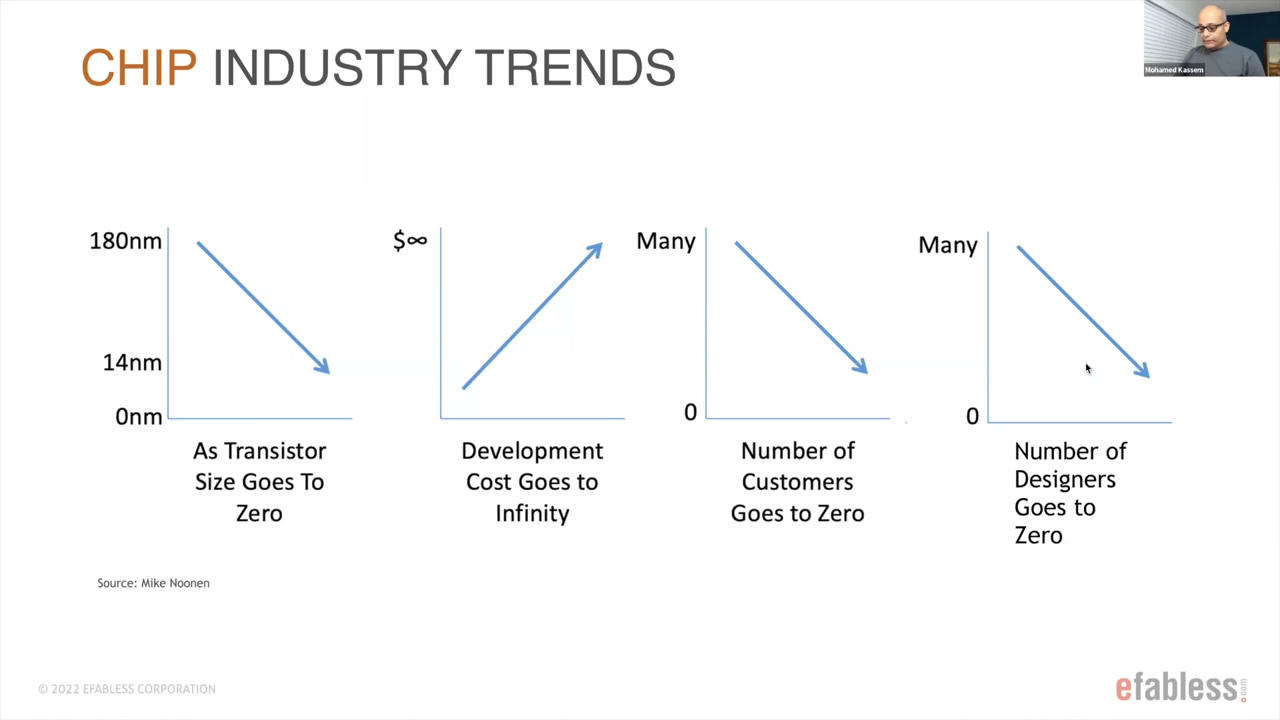 CHIP INDUSTRY TRENDS
Mohamed Kassem
180nm
14nm
0nm
As Transistor
Size Goes To
Zero
$∞
Development
Cost Goes to
Infinity
Many
0
Number of
Customers
Goes to Zero
Many
0
Number of
Designers
Goes to
Zero
Source: Mike Noonen
© 2022 EFABLESS CORPORATION
efabless.com